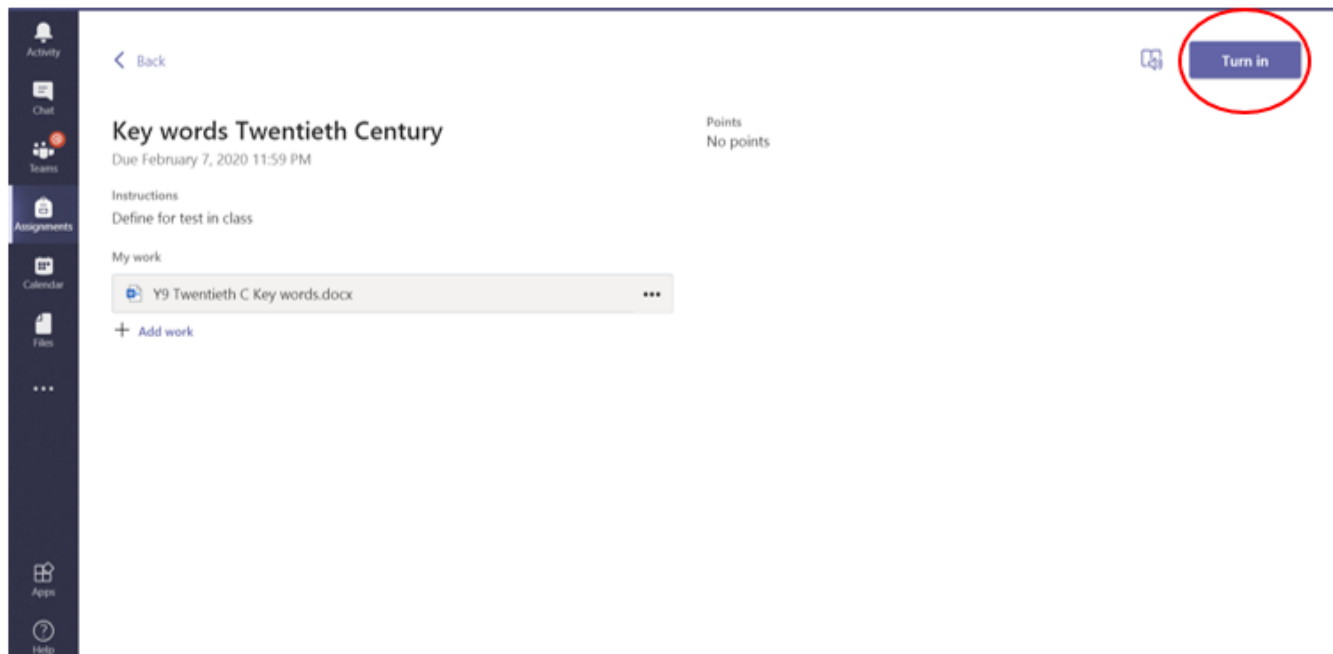 Activity
Chat
Teams
Assignments
Calendar
Files
Apps
Help
Back
Turn in
Key words Twentieth Century
Due February 7, 2020 11:59 PM
Instructions
Define for test in class
My work
Y9 Twentieth C Key words.docx
Add work
Points
No points